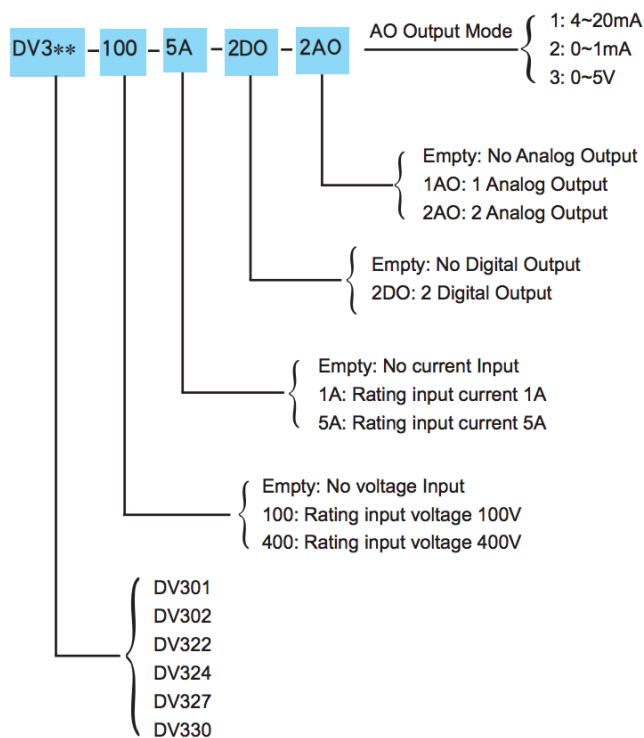 DV3** - 100 - 5A - 2DO - 2AO AO Output Mode
1: 4~20mA
2: 0~1mA
3: 0~5V
Empty: No Analog Output
1AO: 1 Analog Output
2AO: 2 Analog Output
Empty: No Digital Output
2DO: 2 Digital Output
Empty: No current Input
1A: Rating input current 1A
5A: Rating input current 5A
Empty: No voltage Input
100: Rating input voltage 100V
400: Rating input voltage 400V
DV301
DV302
DV322
DV324
DV327
DV330